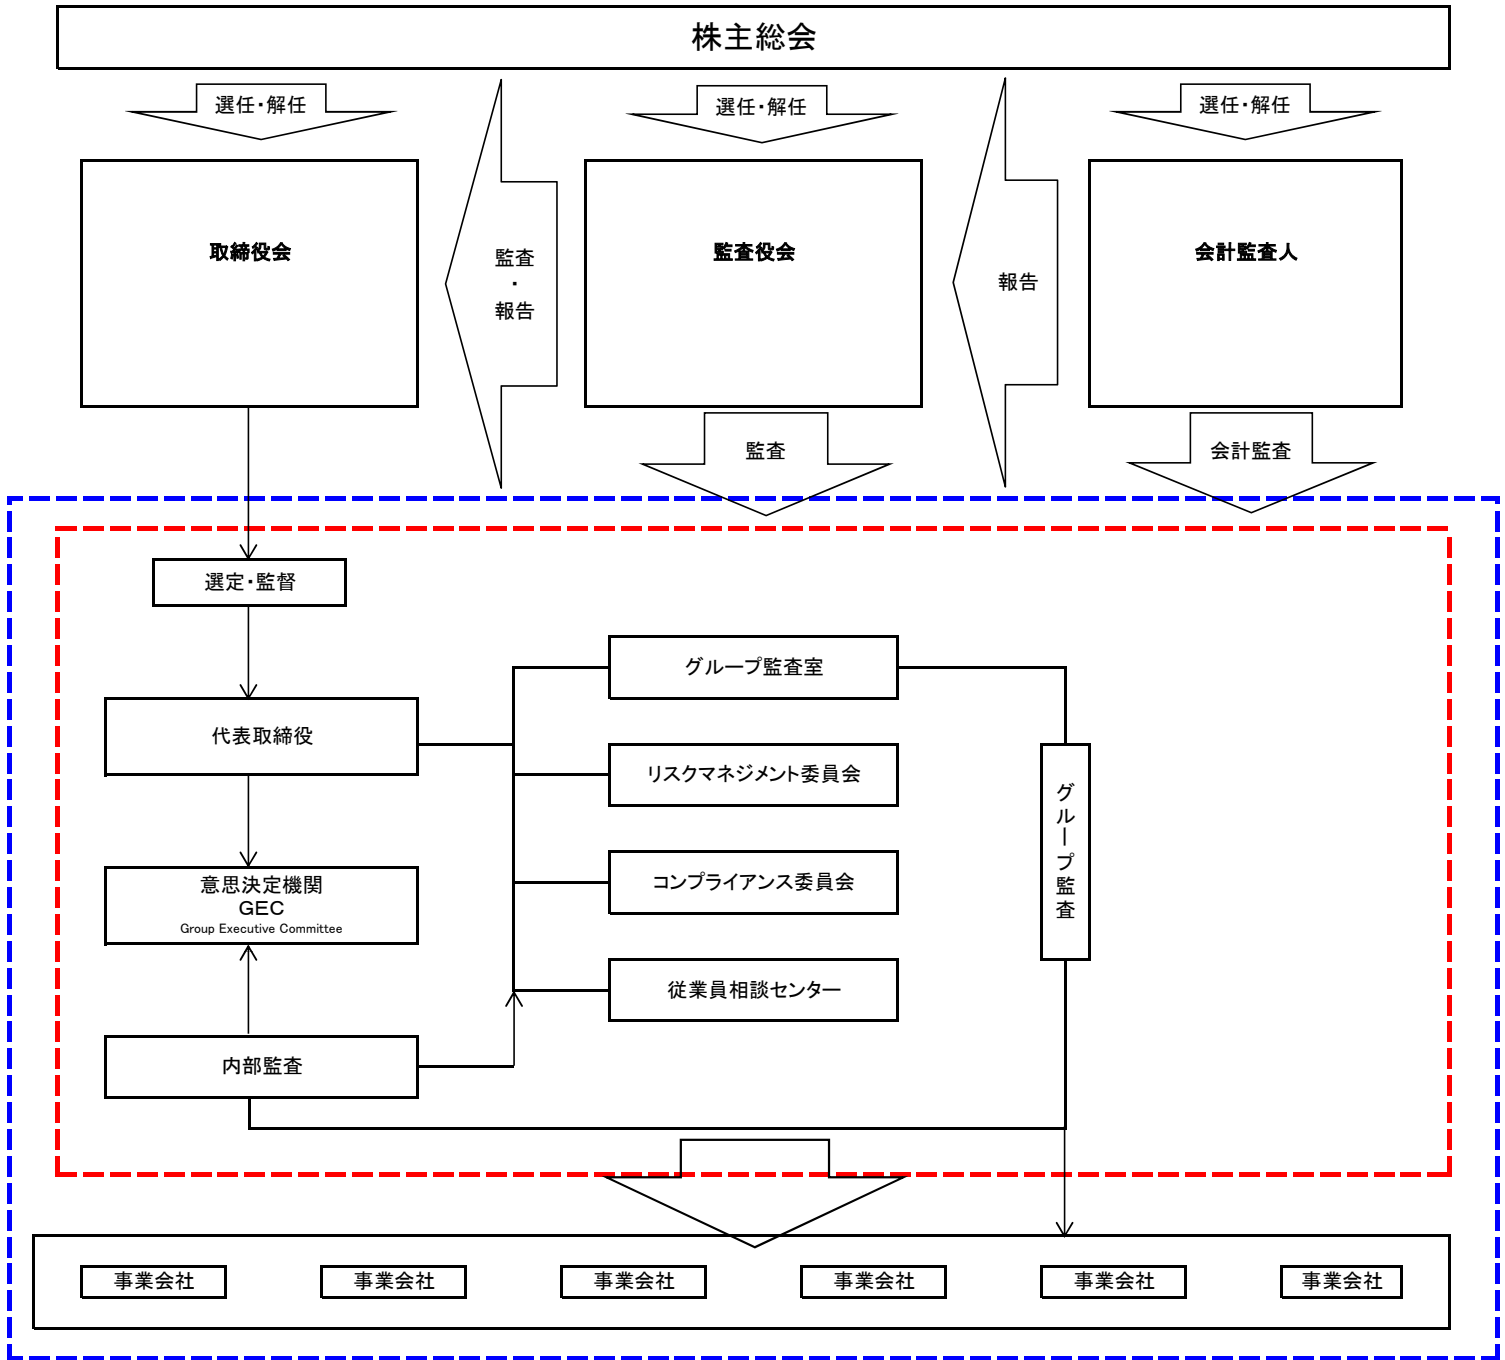 株主総会
選任・解任
選任・解任
選任・解任
取締役会
監査
・
報告
監査役会
報告
会計監査人
監査
会計監査
選定・監督
代表取締役
グループ監査室
リスクマネジメント委員会
グループ監査
意思決定機関
GEC
Group Executive Committee
コンプライアンス委員会
従業員相談センター
内部監査
事業会社
事業会社
事業会社
事業会社
事業会社
事業会社